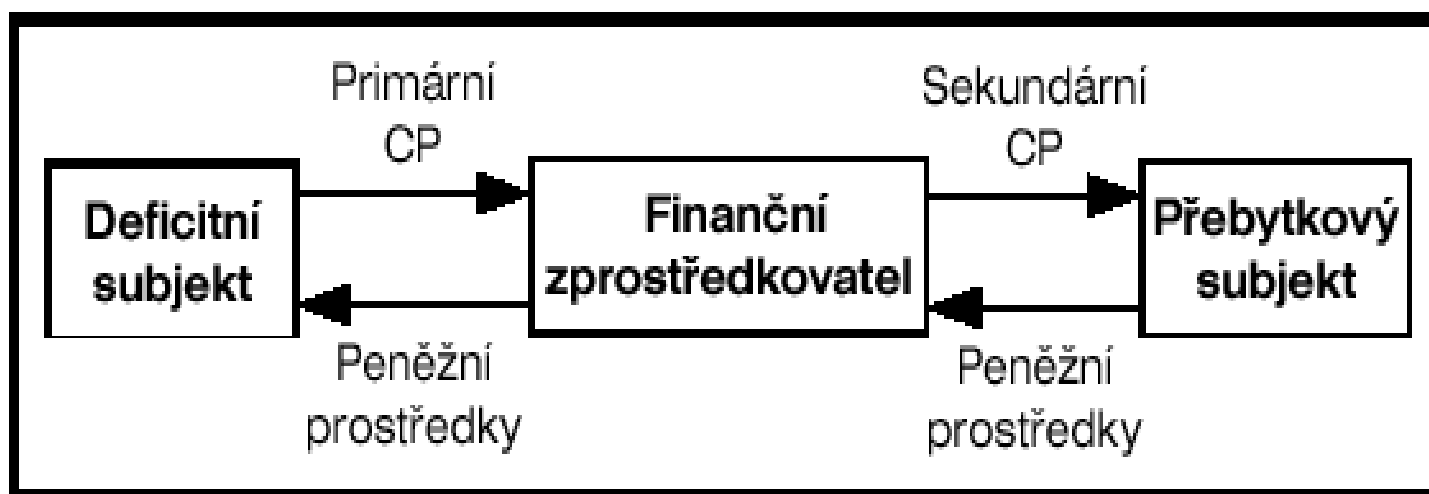 Primární
CP
Sekundární
CP
Deficitní
subjekt
Finanční
zprostředkovatel
Přebytkový
subjekt
Peněžní
prostředky
Peněžní
prostředky